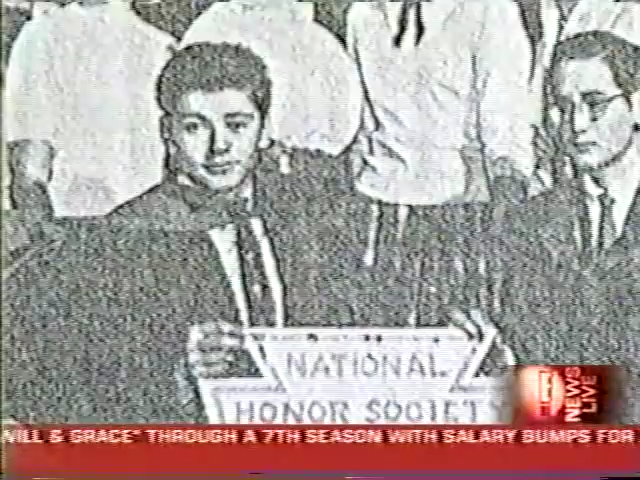 NATIONAL
HONOR SOCIETY
E
NEWS
LIVE
WILL & GRACE" THROUGH A 7TH SEASON WITH SALARY BUMPS FOR